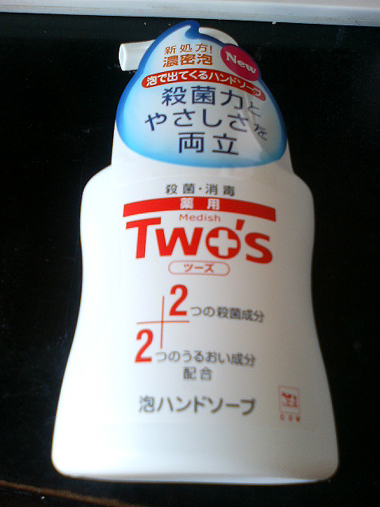 新処方!
濃密泡
New
泡で出てくるハンドソープ
殺菌力と
やさしさを
両立
殺菌・消毒
薬用
Medish
Two's
ツーズ
2つの殺菌成分
2つのうるおい成分
配合
泡ハンドソープ
COW